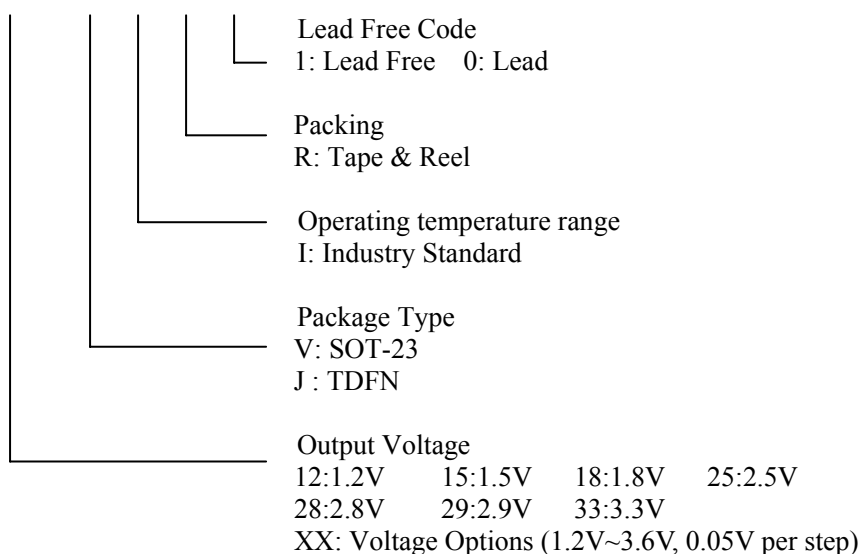 Lead Free Code
1: Lead Free 0: Lead
Packing
R: Tape & Reel
Operating temperature range
I: Industry Standard
Package Type
V: SOT-23
J : TDFN
Output Voltage
12:1.2V 15:1.5V 18:1.8V 25:2.5V
28:2.8V 29:2.9V 33:3.3V
XX: Voltage Options (1.2V~3.6V, 0.05V per step)